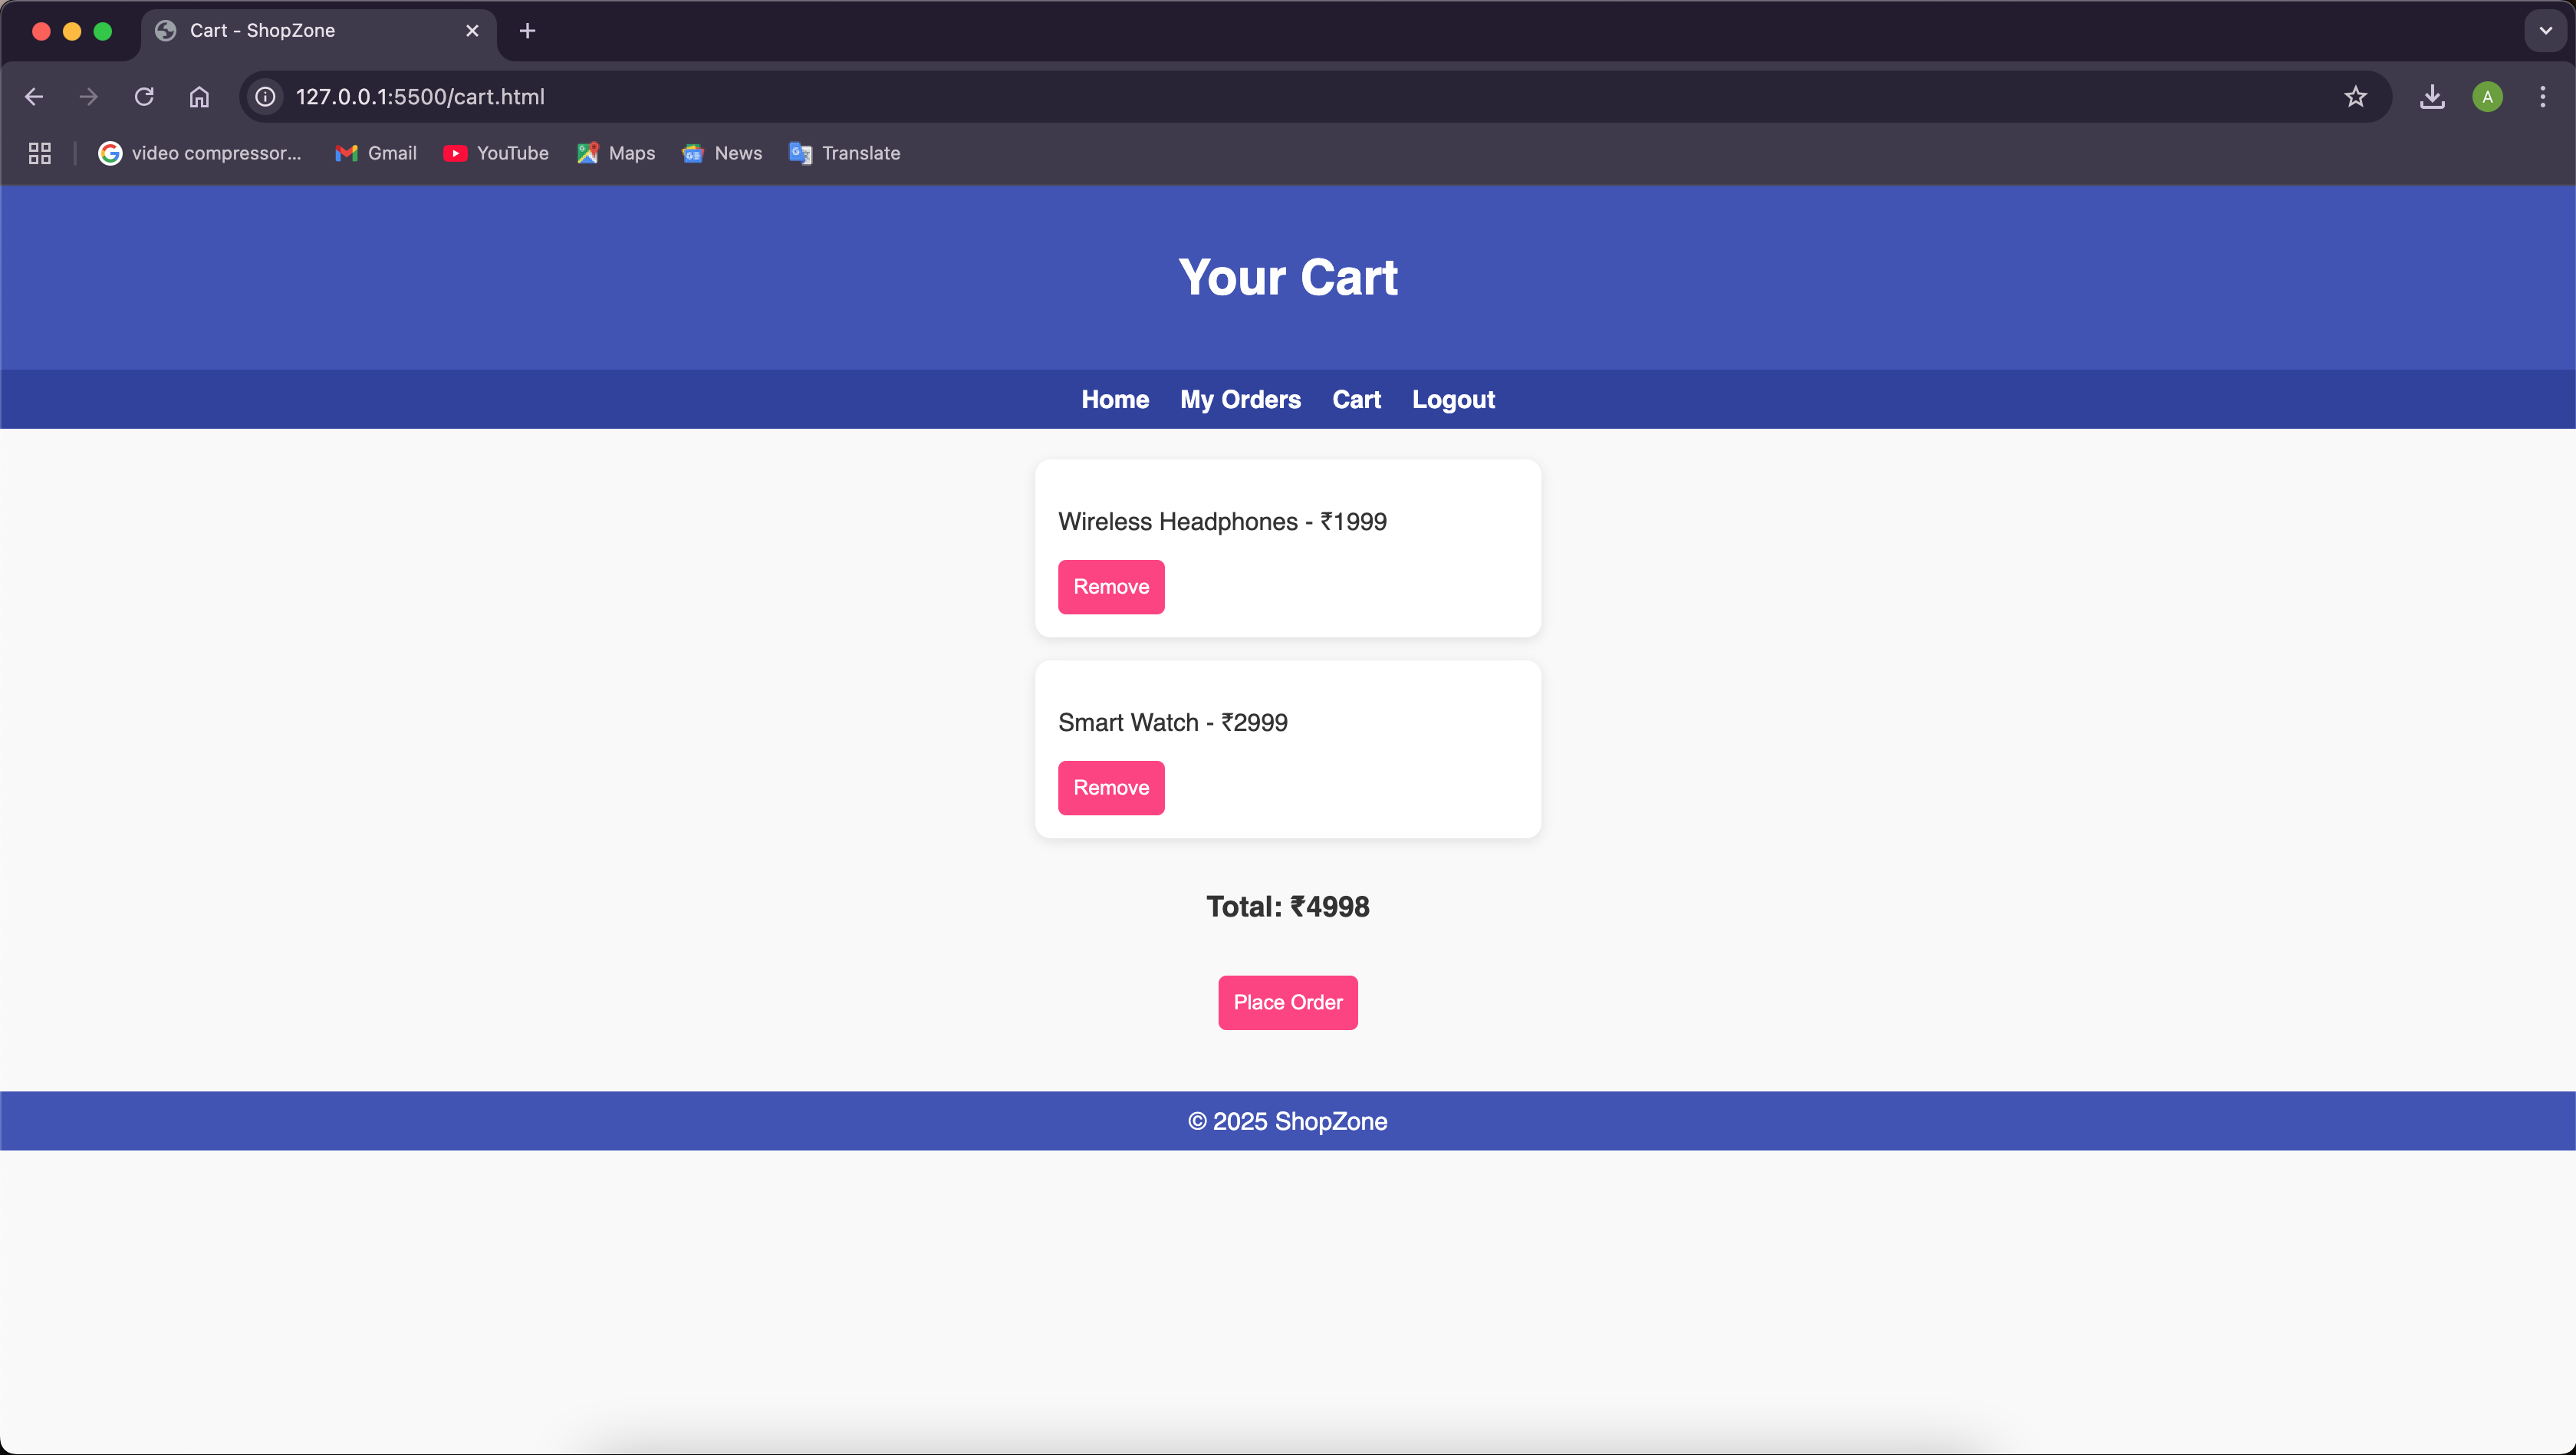 Cart - ShopZone
127.0.0.1:5500/cart.html
A
video compressor... Gmail YouTube Maps News Translate
Your Cart
Home My Orders Cart Logout
Wireless Headphones - ₹1999
Remove
Smart Watch - ₹2999
Remove
Total: ₹4998
Place Order
© 2025 ShopZone